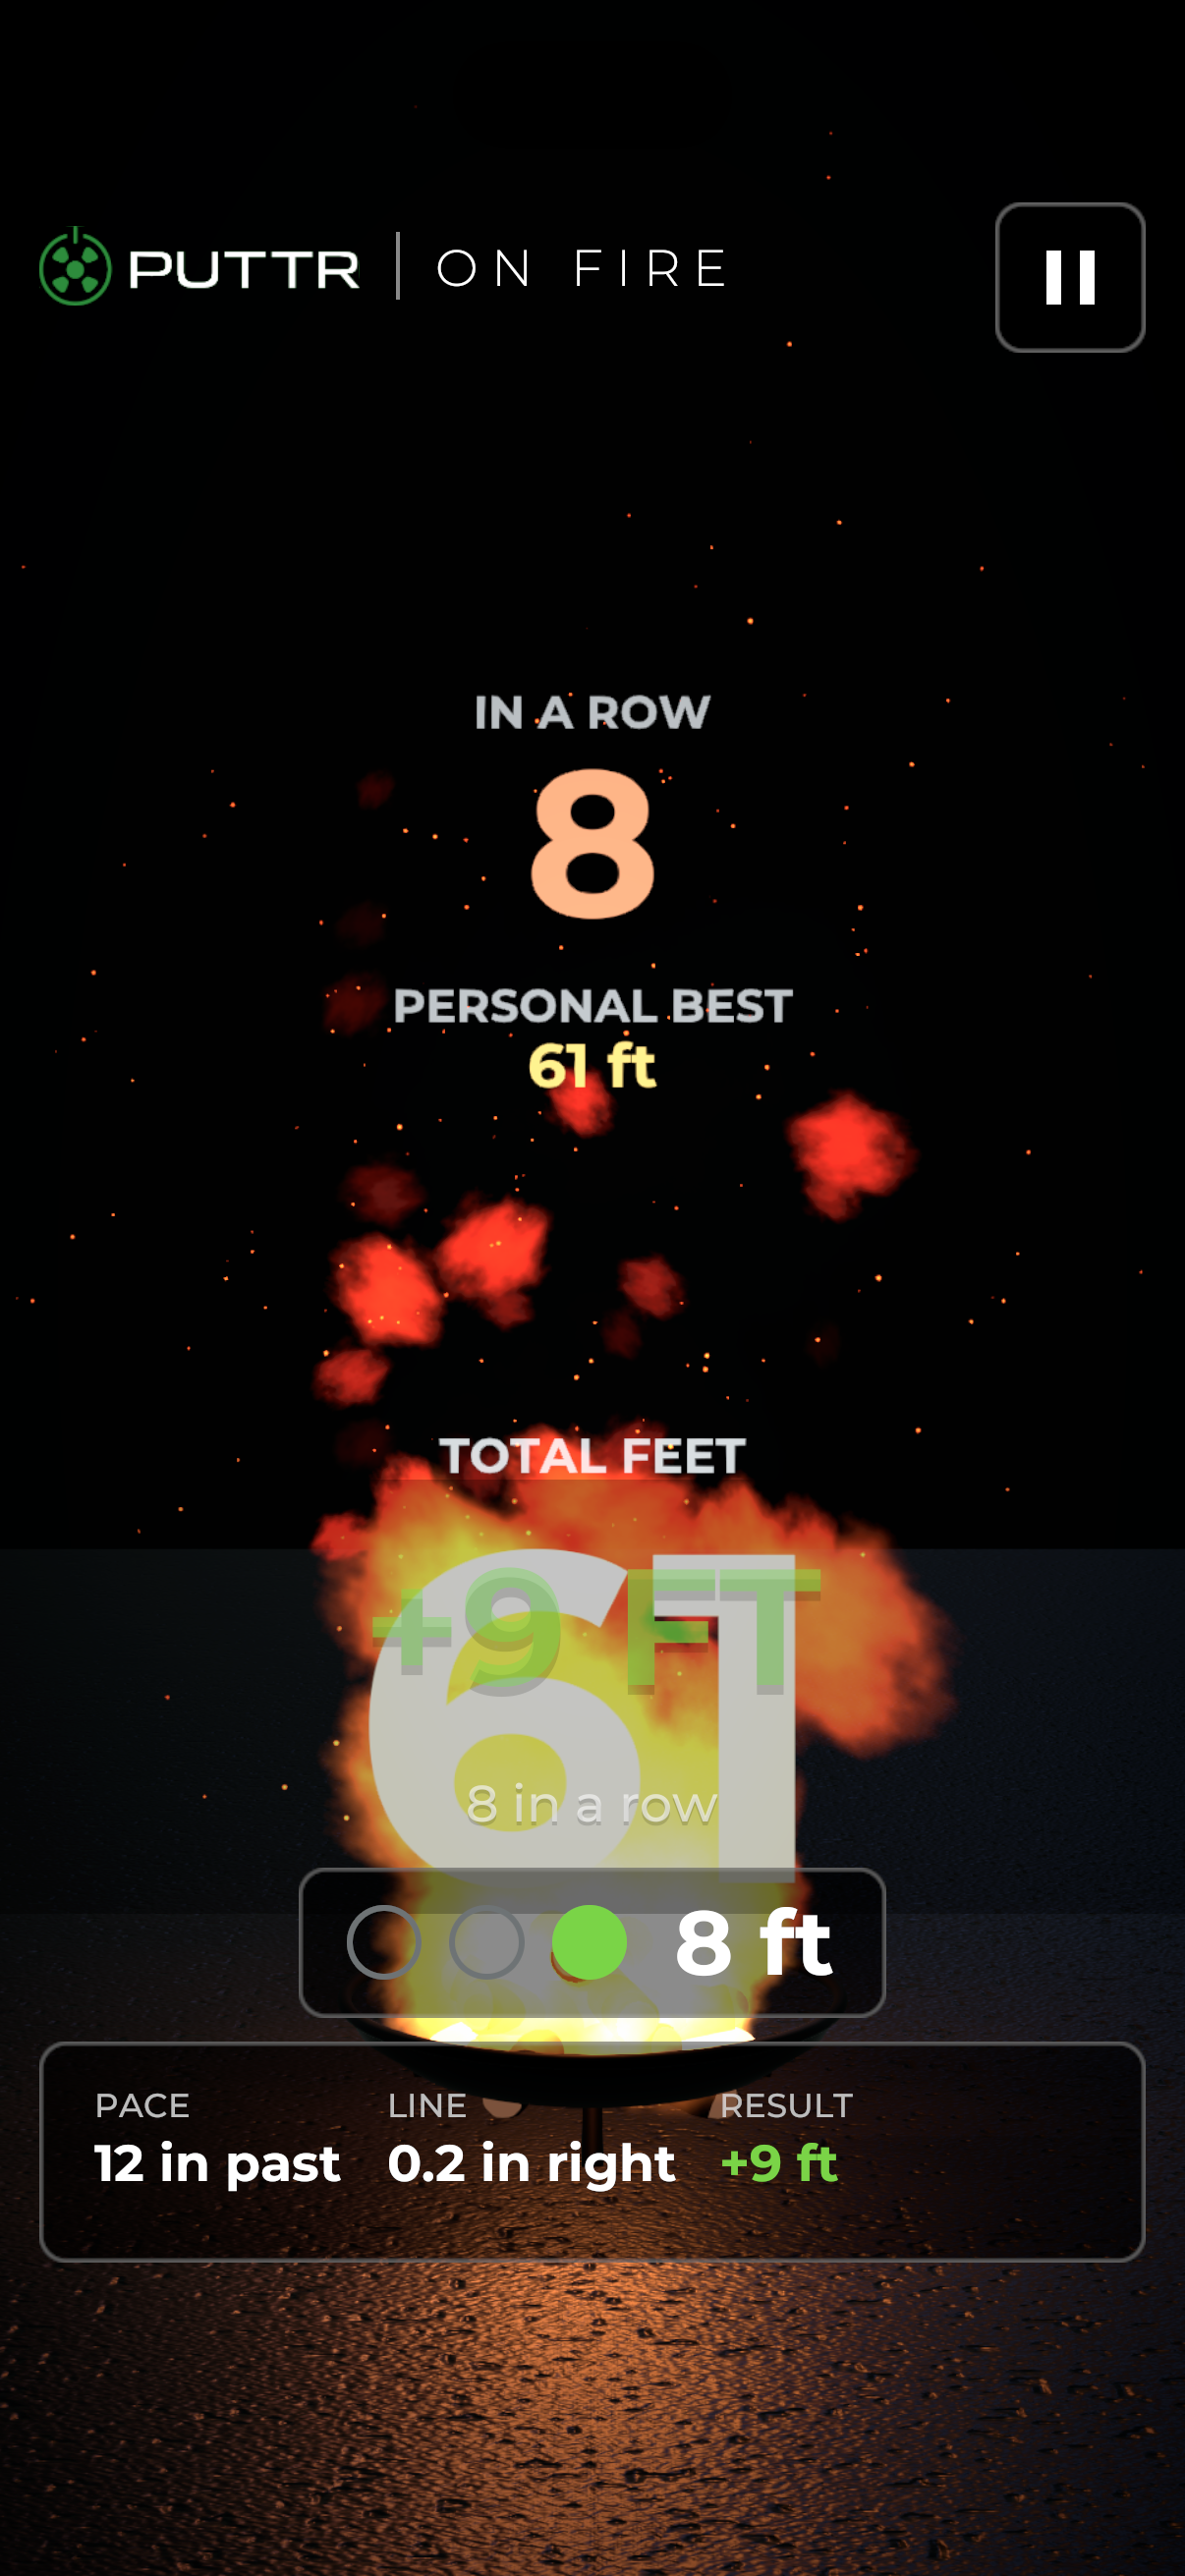 PUTTR | ON FIRE
IN A ROW
8
PERSONAL BEST
61 ft
TOTAL FEET
61
+9 FT
8 in a row
8 ft
PACE LINE RESULT
12 in past 0.2 in right +9 ft